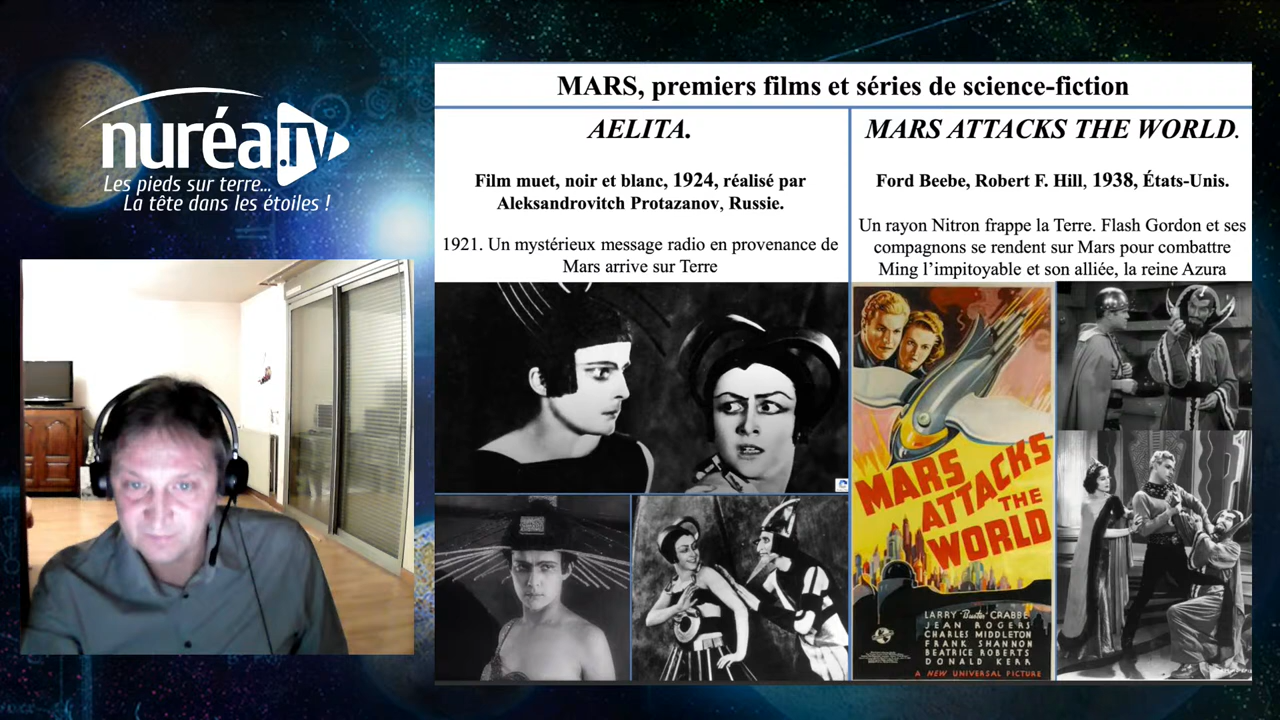 nuréa.TV
Les pieds sur terre...
La tête dans les étoiles !
MARS, premiers films et séries de science-fiction
AELITA.
Film muet, noir et blanc, 1924, réalisé par
Aleksandrovitch Protazanov, Russie.
1921. Un mystérieux message radio en provenance de
Mars arrive sur Terre
MARS ATTACKS THE WORLD.
Ford Beebe, Robert F. Hill, 1938, États-Unis.
Un rayon Nitron frappe la Terre. Flash Gordon et ses
compagnons se rendent sur Mars pour combattre
Ming l’impitoyable et son alliée, la reine Azura
MARS
ATTACKS
THE
WORLD
LARRY "Buster" CRABBE
JEAN ROGERS
CHARLES MIDDLETON
FRANK SHANNON
BEATRICE ROBERTS
DONALD KERR
A NEW UNIVERSAL PICTURE